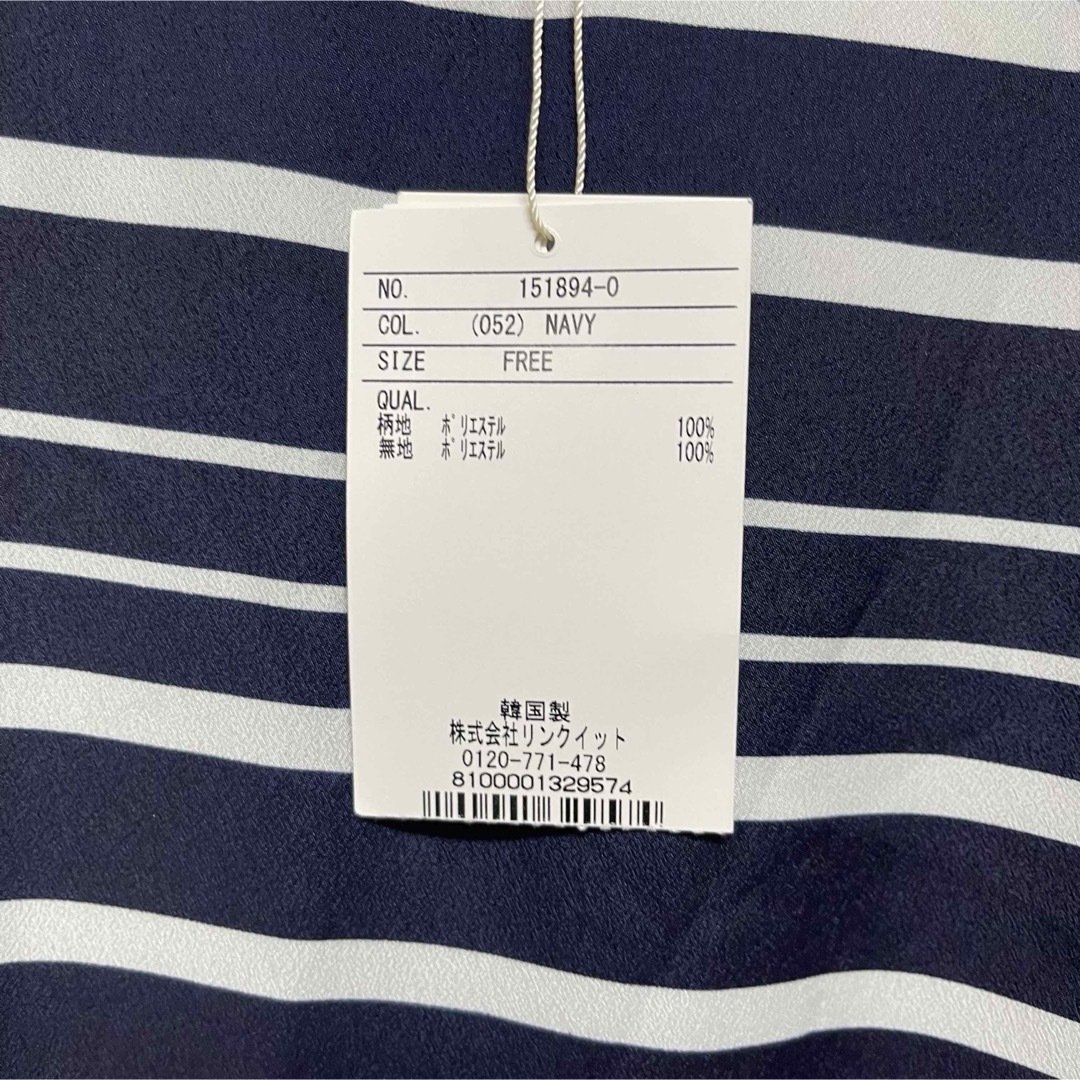 NO. 151894-0
COL. (052) NAVY
SIZE FREE
QUAL.
柄地 ﾎﾟﾘｴｽﾃﾙ 100%
無地 ﾎﾟﾘｴｽﾃﾙ 100%
韓国製
株式会社リンクイット
0120-771-478
8100001329574